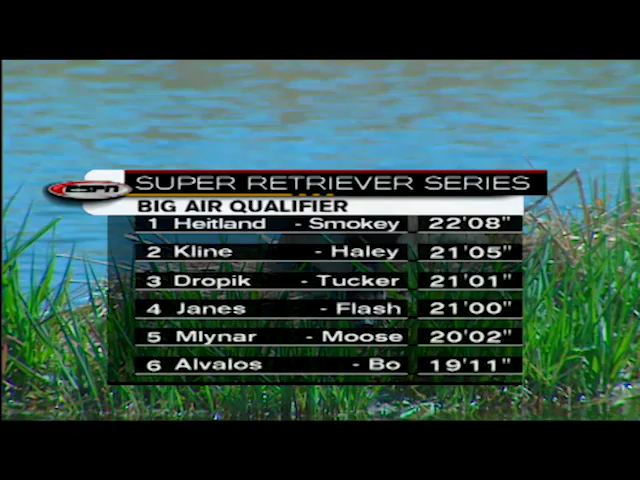 ESPN
SUPER RETRIEVER SERIES
BIG AIR QUALIFIER
1 Heitland - Smokey 22'08"
2 Kline - Haley 21'05"
3 Dropik - Tucker 21'01"
4 Janes - Flash 21'00"
5 Mlynar - Moose 20'02"
6 Alvalos - Bo 19'11"